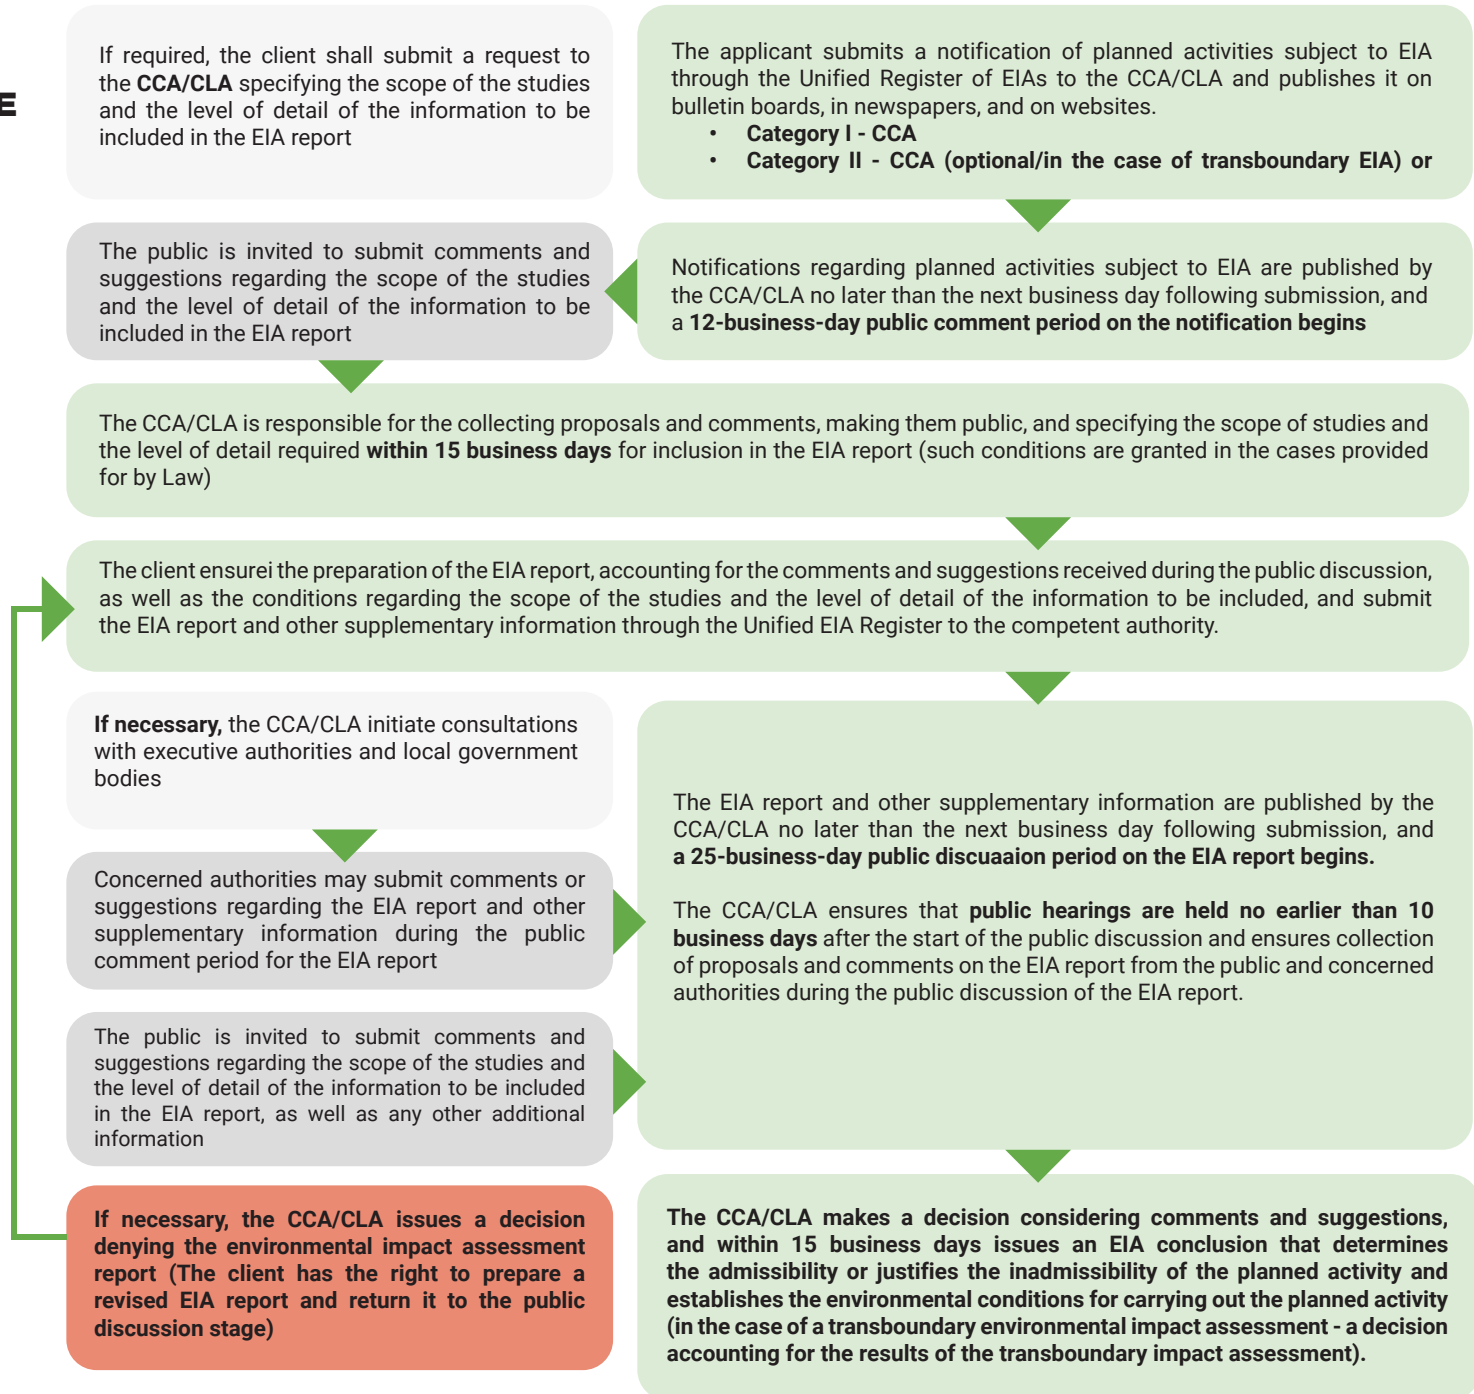 E
If required, the client shall submit a request to
the CCA/CLA specifying the scope of the studies
and the level of detail of the information to be
included in the EIA report
The applicant submits a notification of planned activities subject to EIA
through the Unified Register of EIAs to the CCA/CLA and publishes it on
bulletin boards, in newspapers, and on websites.
• Category I - CCA
• Category II - CCA (optional/in the case of transboundary EIA) or
The public is invited to submit comments and
suggestions regarding the scope of the studies
and the level of detail of the information to be
included in the EIA report
Notifications regarding planned activities subject to EIA are published by
the CCA/CLA no later than the next business day following submission, and
a 12-business-day public comment period on the notification begins
The CCA/CLA is responsible for the collecting proposals and comments, making them public, and specifying the scope of studies and
the level of detail required within 15 business days for inclusion in the EIA report (such conditions are granted in the cases provided
for by Law)
The client ensurei the preparation of the EIA report, accounting for the comments and suggestions received during the public discussion,
as well as the conditions regarding the scope of the studies and the level of detail of the information to be included, and submit
the EIA report and other supplementary information through the Unified EIA Register to the competent authority.
If necessary, the CCA/CLA initiate consultations
with executive authorities and local government
bodies
Concerned authorities may submit comments or
suggestions regarding the EIA report and other
supplementary information during the public
comment period for the EIA report
The public is invited to submit comments and
suggestions regarding the scope of the studies and
the level of detail of the information to be included
in the EIA report, as well as any other additional
information
The EIA report and other supplementary information are published by the
CCA/CLA no later than the next business day following submission, and
a 25-business-day public discuaaion period on the EIA report begins.
The CCA/CLA ensures that public hearings are held no earlier than 10
business days after the start of the public discussion and ensures collection
of proposals and comments on the EIA report from the public and concerned
authorities during the public discussion of the EIA report.
If necessary, the CCA/CLA issues a decision
denying the environmental impact assessment
report (The client has the right to prepare a
revised EIA report and return it to the public
discussion stage)
The CCA/CLA makes a decision considering comments and suggestions,
and within 15 business days issues an EIA conclusion that determines
the admissibility or justifies the inadmissibility of the planned activity and
establishes the environmental conditions for carrying out the planned activity
(in the case of a transboundary environmental impact assessment - a decision
accounting for the results of the transboundary impact assessment).